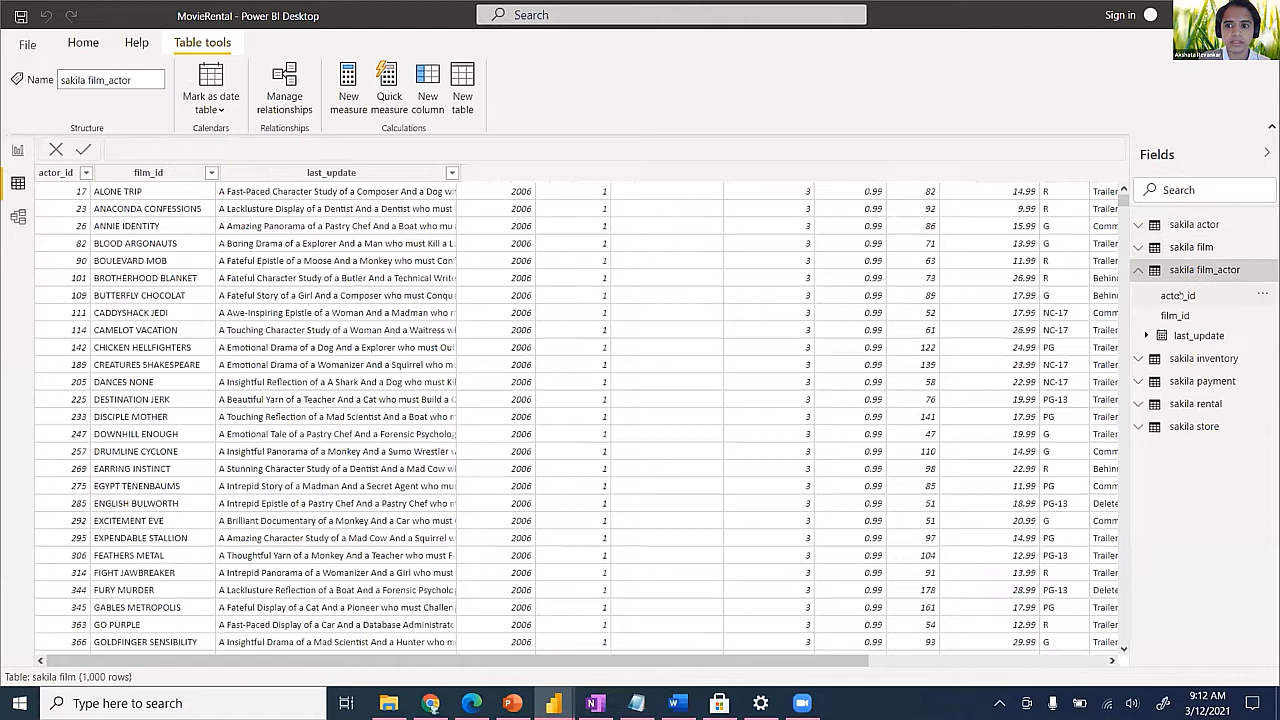 MovieRental - Power BI Desktop
Search
Sign in
Akshata Revankar
File Home Help Table tools
Name sakila film_actor
Mark as date table
Manage relationships
New measure
Quick measure
New column
New table
Structure Calendars Relationships Calculations
actor_id film_id last_update
17 ALONE TRIP A Fast-Paced Character Study of a Composer And a Dog 2006 1 3 0.99 82 14.99 R Trailer
23 ANACONDA CONFESSIONS A Lacklusture Display of a Dentist And a Dentist who must 2006 1 3 0.99 92 9.99 R Trailer
26 ANNIE IDENTITY A Amazing Panorama of a Pastry Chef And a Boat who 2006 1 3 0.99 86 15.99 G Comm
82 BLOOD ARGONAUTS A Boring Drama of a Explorer And a Man who must Kill a 2006 1 3 0.99 71 13.99 G Trailer
90 BOULEVARD MOB A Fateful Epistle of a Moose And a Monkey who must 2006 1 3 0.99 63 11.99 R Trailer
101 BROTHERHOOD BLANKET A Fateful Character Study of a Butler And a Technical 2006 1 3 0.99 73 26.99 R Behin
109 BUTTERFLY CHOCOLAT A Fateful Story of a Girl And a Composer who must 2006 1 3 0.99 89 17.99 G Behin
111 CADDYSHACK JEDI A Awe-Inspiring Epistle of a Woman And a Madman who 2006 1 3 0.99 52 17.99 NC-17 Comm
114 CAMELOT VACATION A Touching Character Study of a Woman And a Waitress 2006 1 3 0.99 61 26.99 NC-17 Trailer
142 CHICKEN HELLFIGHTERS A Emotional Drama of a Dog And a Explorer who must 2006 1 3 0.99 122 24.99 PG Trailer
189 CREATURES SHAKESPEARE A Emotional Drama of a Womanizer And a Squirrel who 2006 1 3 0.99 139 23.99 NC-17 Trailer
205 DANCES NONE A Insightful Reflection of a A Shark And a Dog who must 2006 1 3 0.99 58 22.99 NC-17 Trailer
225 DESTINATION JERK A Beautiful Yarn of a Teacher And a Cat who must Build a 2006 1 3 0.99 76 19.99 PG-13 Trailer
233 DISCIPLE MOTHER A Touching Reflection of a Mad Scientist And a Boat who 2006 1 3 0.99 141 17.99 PG Trailer
247 DOWNHILL ENOUGH A Emotional Tale of a Pastry Chef And a Forensic 2006 1 3 0.99 47 19.99 G Trailer
257 DRUMLINE CYCLONE A Insightful Panorama of a Monkey And a Sumo Wrestler 2006 1 3 0.99 110 14.99 G Comm
269 EARRING INSTINCT A Stunning Character Study of a Dentist And a Mad Cow 2006 1 3 0.99 98 22.99 R Behin
275 EGYPT TENENBAUMS A Intrepid Story of a Madman And a Secret Agent who 2006 1 3 0.99 85 11.99 PG Comm
285 ENGLISH BULWORTH A Intrepid Epistle of a Pastry Chef And a Pastry Chef 2006 1 3 0.99 51 18.99 PG-13 Delete
292 EXCITEMENT EVE A Brilliant Documentary of a Monkey And a Car who must 2006 1 3 0.99 51 20.99 G Comm
295 EXPENDABLE STALLION A Amazing Character Study of a Mad Cow And a Squirrel 2006 1 3 0.99 97 14.99 PG Trailer
306 FEATHERS METAL A Thoughtful Yarn of a Monkey And a Teacher who must 2006 1 3 0.99 104 12.99 PG-13 Trailer
314 FIGHT JAWBREAKER A Intrepid Panorama of a Womanizer And a Girl who must 2006 1 3 0.99 91 13.99 R Trailer
344 FURY MURDER A Lacklusture Reflection of a Boat And a Forensic 2006 1 3 0.99 178 28.99 PG-13 Delete
345 GABLES METROPOLIS A Fateful Display of a Cat And a Pioneer who must 2006 1 3 0.99 161 17.99 PG Trailer
363 GO PURPLE A Fast-Paced Display of a Car And a Database 2006 1 3 0.99 54 12.99 R Trailer
366 GOLDFINGER SENSIBILITY A Insightful Drama of a Mad Scientist And a Hunter who 2006 1 3 0.99 93 29.99 G Trailer
Fields
Search
sakila actor
sakila film
sakila film_actor
actor_id
film_id
last_update
sakila inventory
sakila payment
sakila rental
sakila store
Table: sakila film (1,000 rows)
Type here to search
9:12 AM
3/12/2021